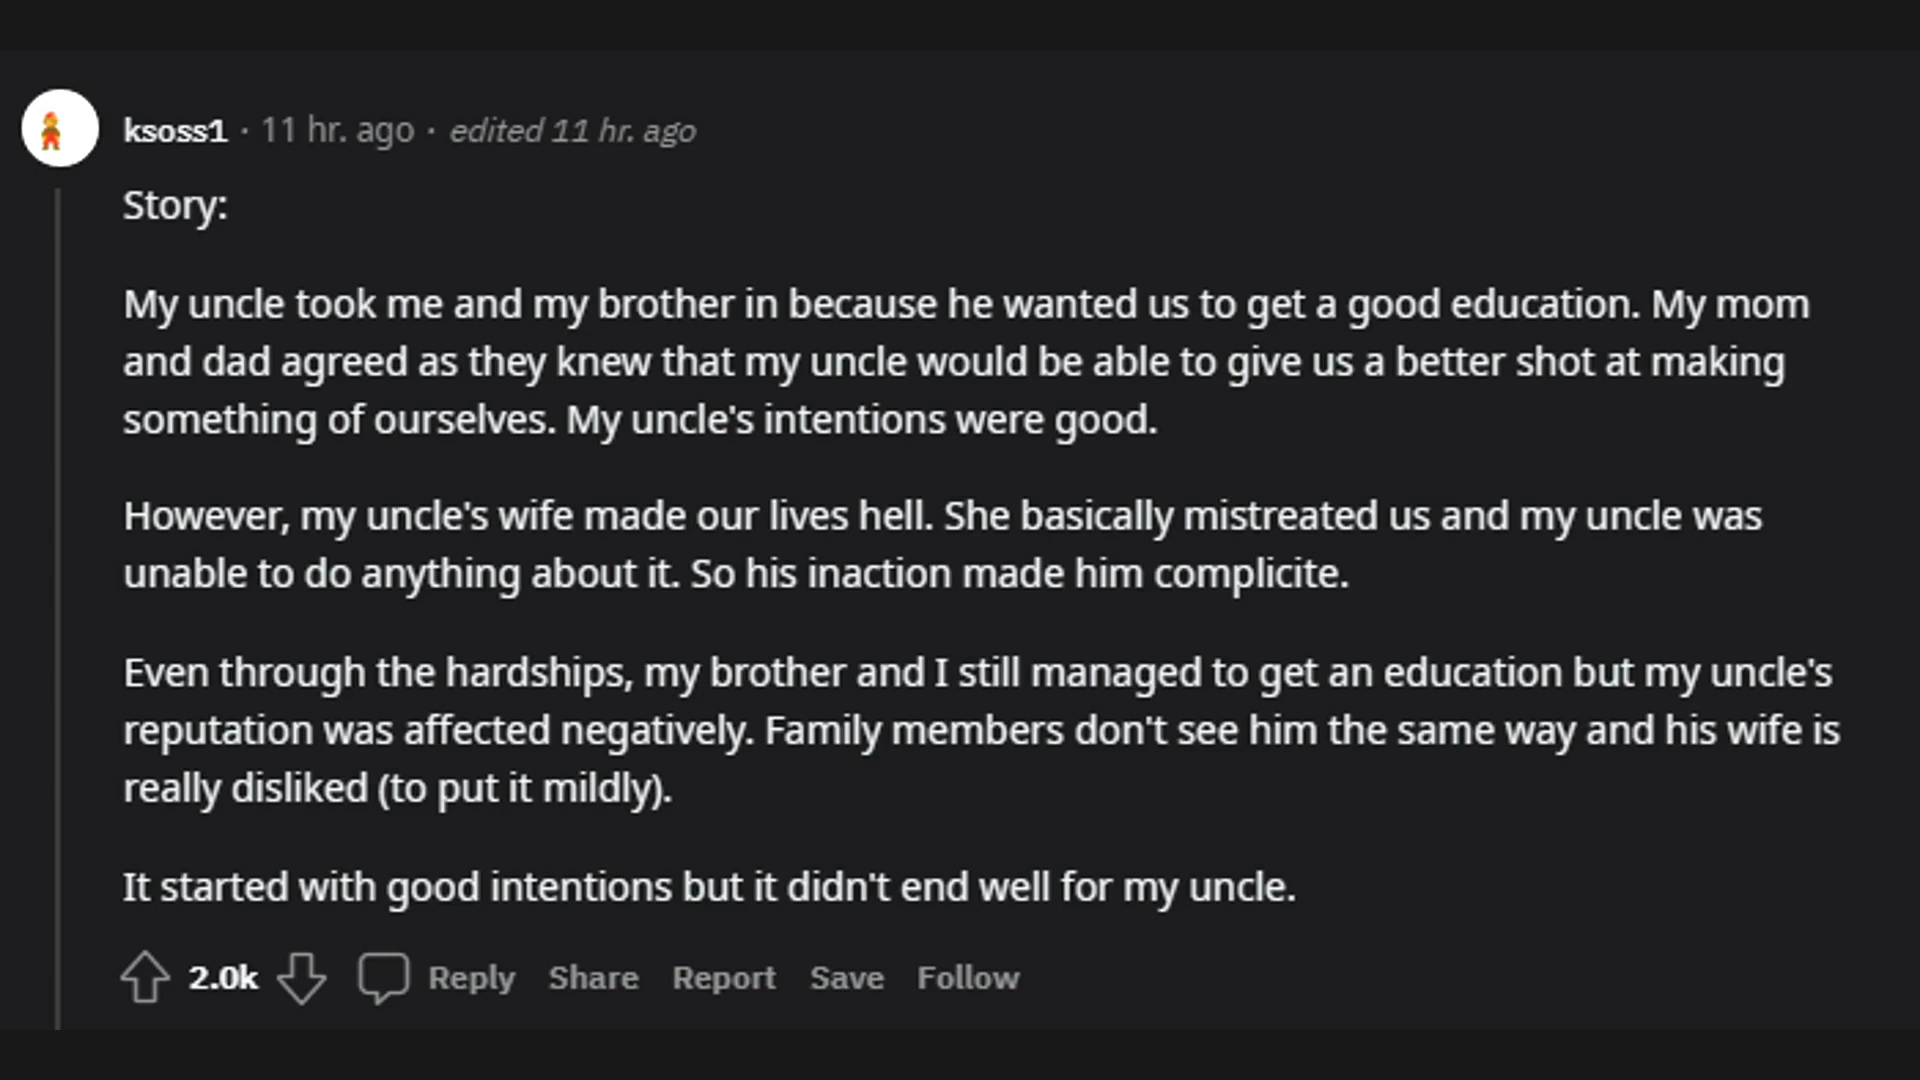 ksoss1 · 11 hr. ago · edited 11 hr. ago
Story:
My uncle took me and my brother in because he wanted us to get a good education. My mom
and dad agreed as they knew that my uncle would be able to give us a better shot at making
something of ourselves. My uncle's intentions were good.
However, my uncle's wife made our lives hell. She basically mistreated us and my uncle was
unable to do anything about it. So his inaction made him complicite.
Even through the hardships, my brother and I still managed to get an education but my uncle's
reputation was affected negatively. Family members don't see him the same way and his wife is
really disliked (to put it mildly).
It started with good intentions but it didn't end well for my uncle.
2.0k Reply Share Report Save Follow